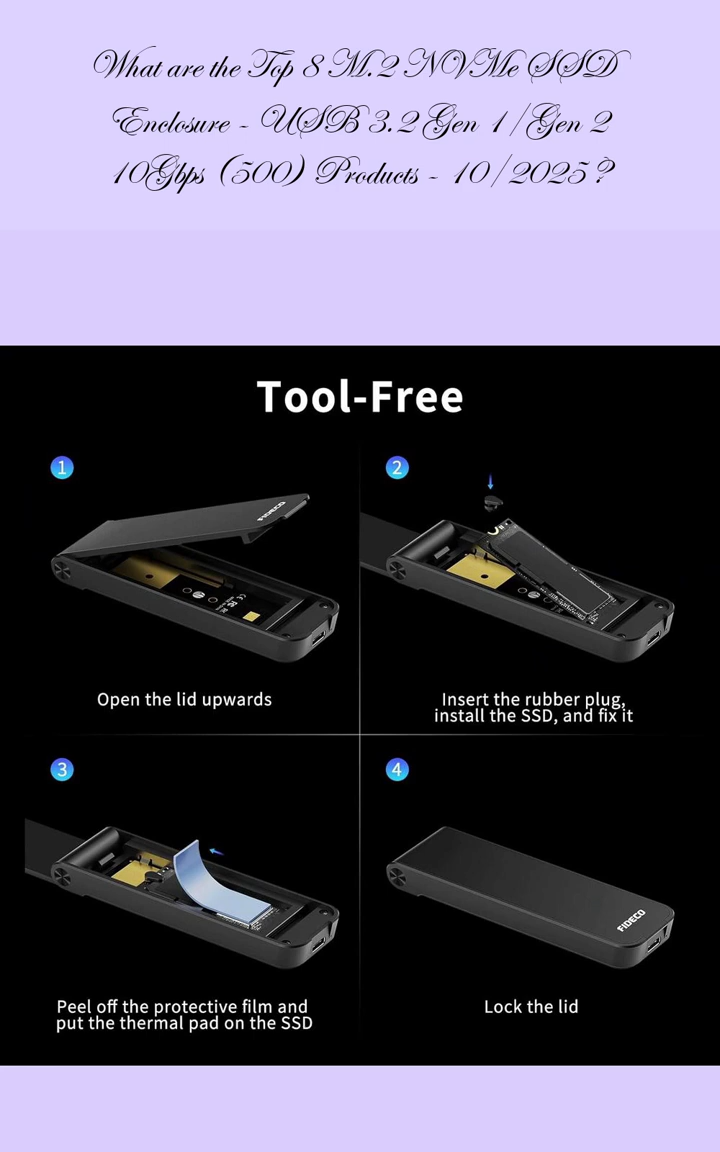 What are the Top 8 M.2 NVMe SSD
Enclosure - USB 3.2 Gen 1/Gen 2
10Gbps (500) Products - 10/2025?
Tool-Free
1
FIDECO
Open the lid upwards
2
Insert the rubber plug,
install the SSD, and fix it
3
Peel off the protective film and
put the thermal pad on the SSD
4
FIDECO
Lock the lid